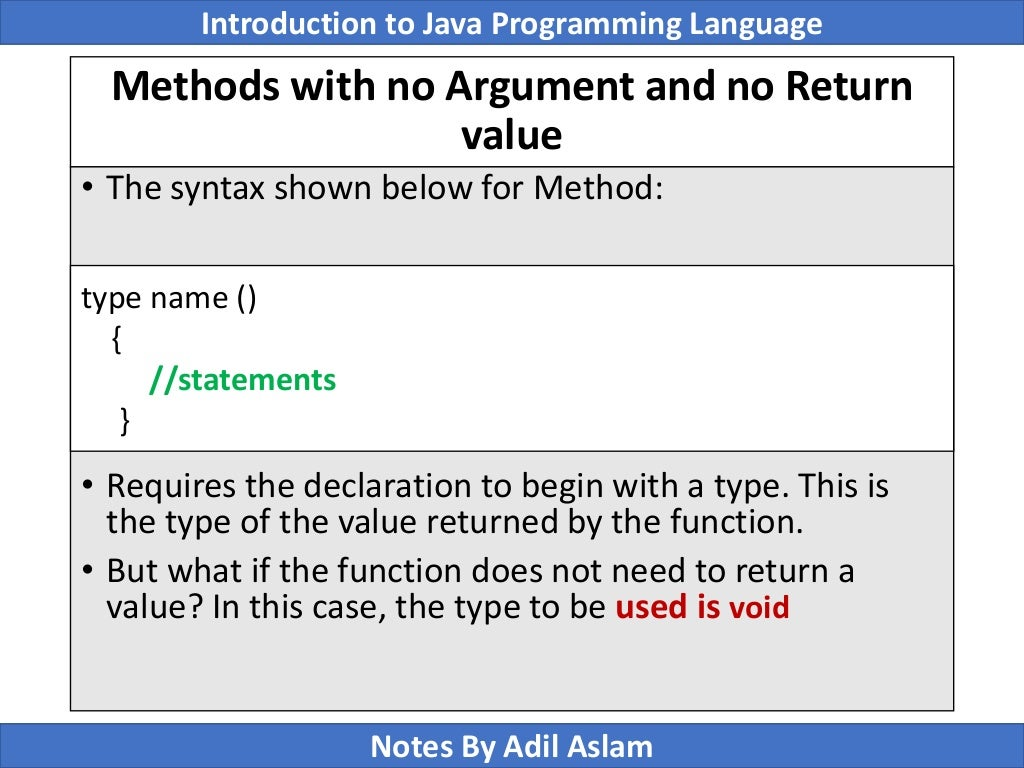 Introduction to Java Programming Language
Methods with no Argument and no Return
value
• The syntax shown below for Method:
type name ()
{
//statements
}
• Requires the declaration to begin with a type. This is
the type of the value returned by the function.
• But what if the function does not need to return a
value? In this case, the type to be used is void
Notes By Adil Aslam